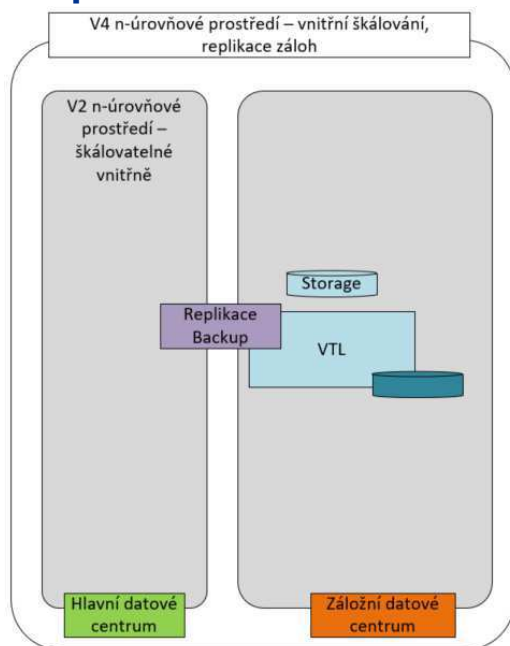 V4 n-úrovňové prostředí – vnitřní škálování,
replikace záloh
V2 n-úrovňové
prostředí –
škálovatelné
vnitřně
Storage
Replikace
Backup
VTL
Hlavní datové
centrum
Záložní datové
centrum